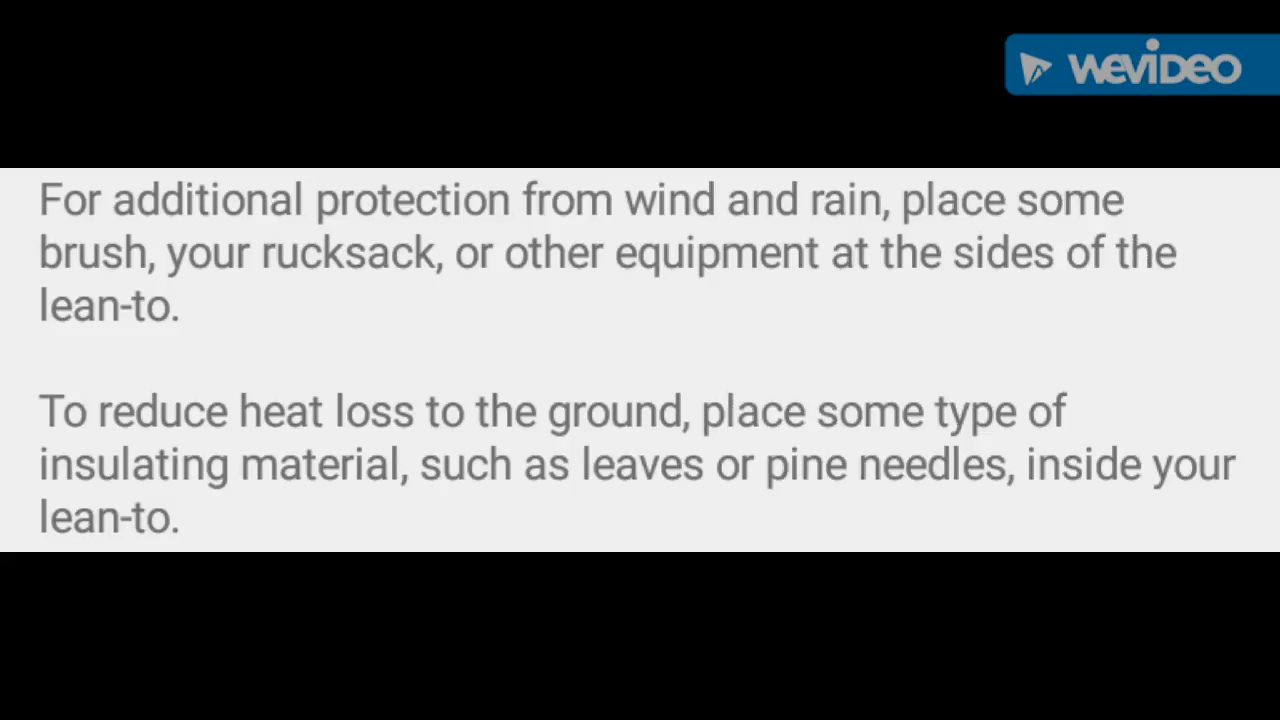 WeVideo
For additional protection from wind and rain, place some
brush, your rucksack, or other equipment at the sides of the
lean-to.
To reduce heat loss to the ground, place some type of
insulating material, such as leaves or pine needles, inside your
lean-to.